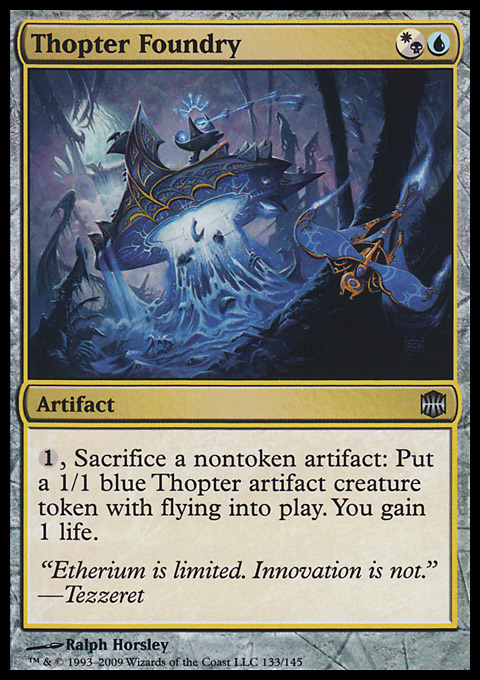 Thopter Foundry
Artifact
1, Sacrifice a nontoken artifact: Put
a 1/1 blue Thopter artifact creature
token with flying into play. You gain
1 life.
“Etherium is limited. Innovation is not.”
—Tezzeret
Ralph Horsley
™ & © 1993–2009 Wizards of the Coast LLC 133/145